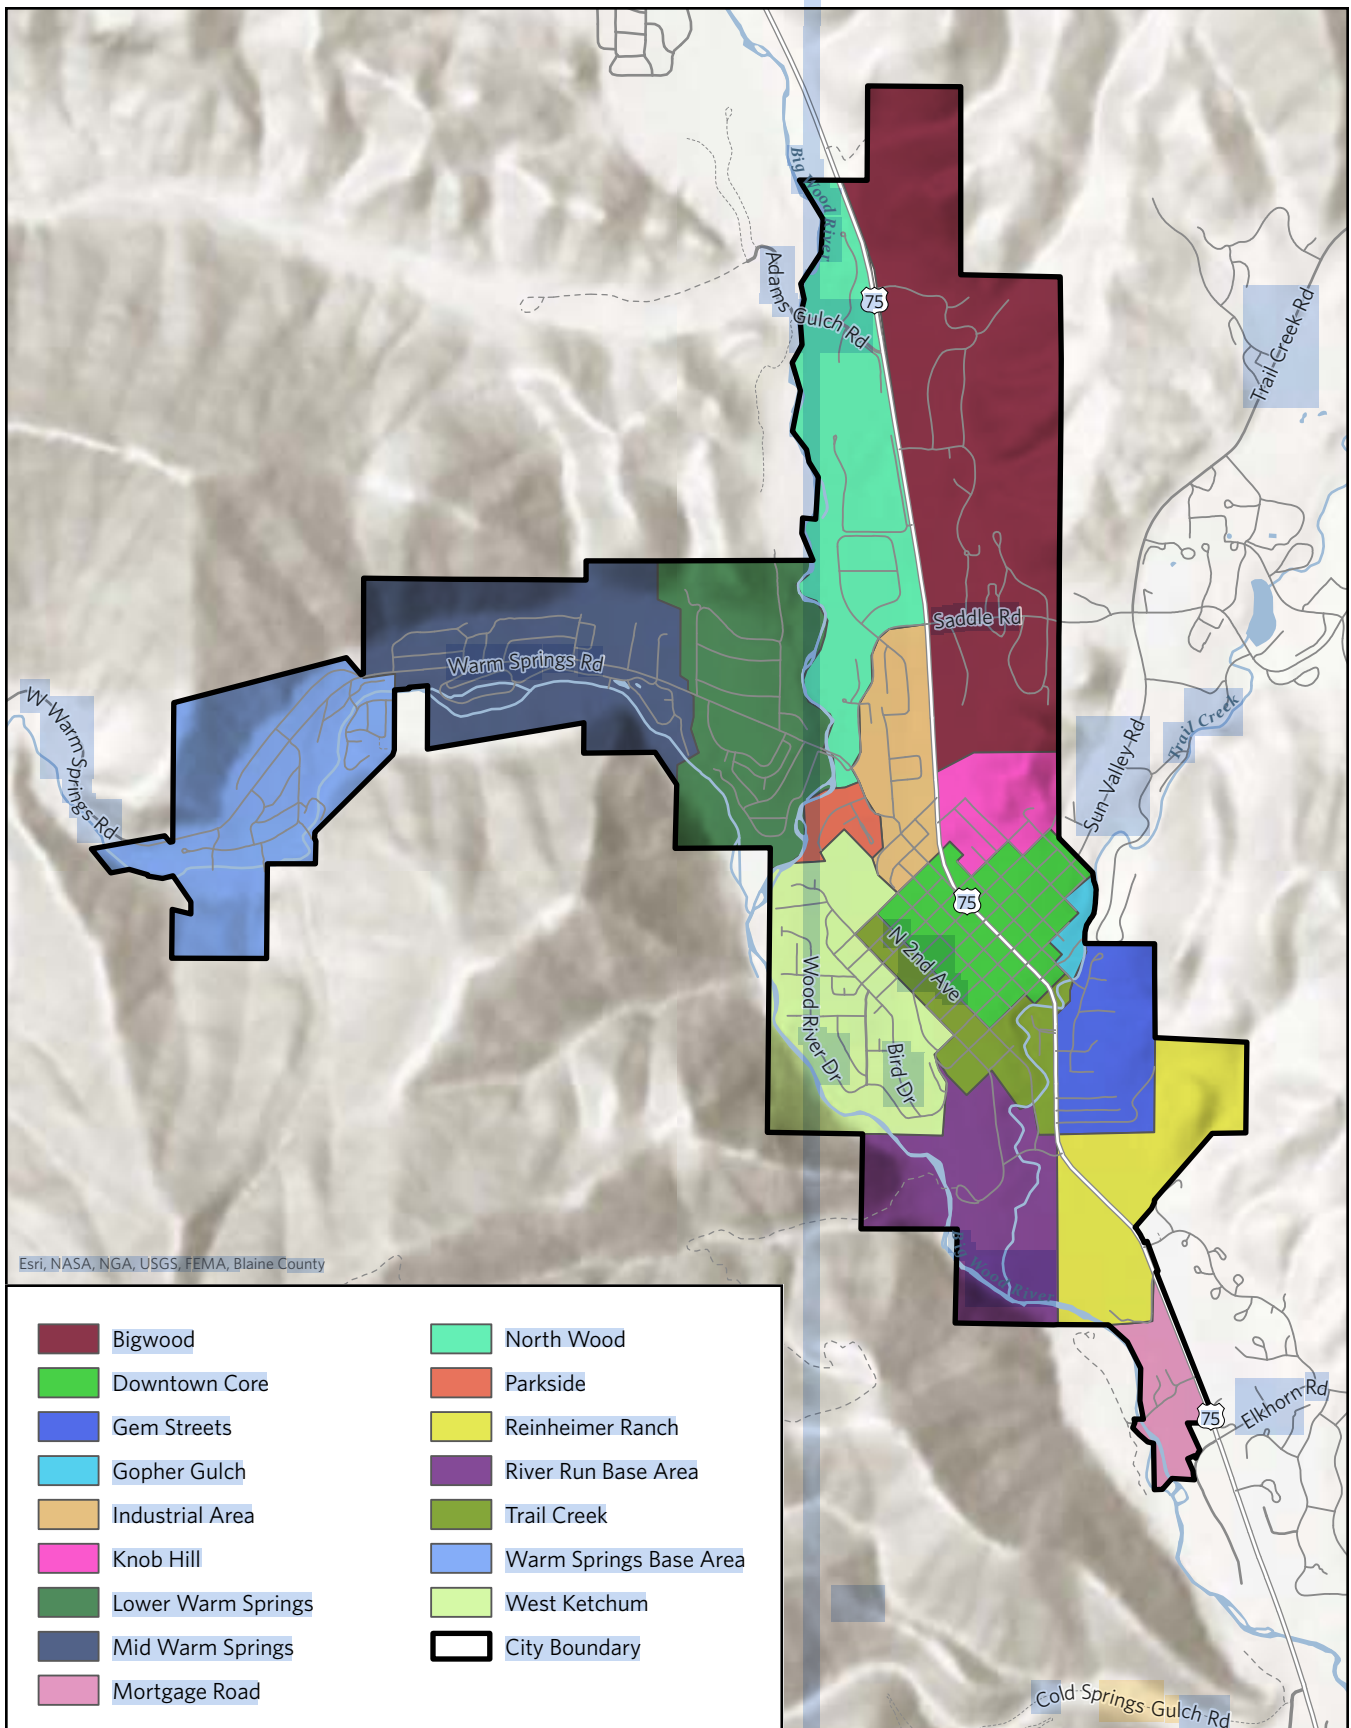 Big Wood River
Adams Gulch Rd
75
Trail Creek Rd
Saddle Rd
Warm Springs Rd
W Warm Springs Rd
Trail Creek
Sun Valley Rd
75
N 2nd Ave
Wood River Dr
Bird Dr
Big Wood River
Esri, NASA, NGA, USGS, FEMA, Blaine County
75
Elkhorn Rd
Cold Springs Gulch Rd
Bigwood
Downtown Core
Gem Streets
Gopher Gulch
Industrial Area
Knob Hill
Lower Warm Springs
Mid Warm Springs
Mortgage Road
North Wood
Parkside
Reinheimer Ranch
River Run Base Area
Trail Creek
Warm Springs Base Area
West Ketchum
City Boundary